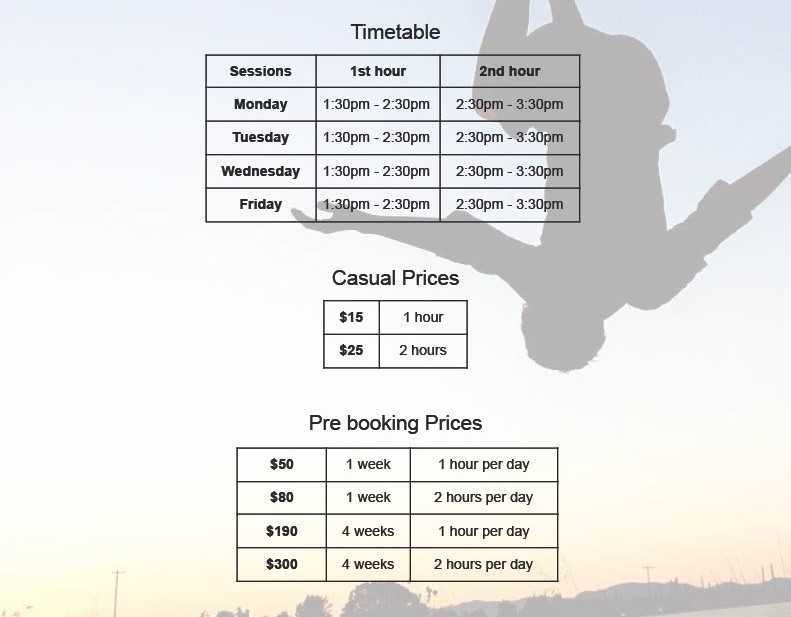 Timetable
Sessions 1st hour 2nd hour
Monday 1:30pm - 2:30pm 2:30pm - 3:30pm
Tuesday 1:30pm - 2:30pm 2:30pm - 3:30pm
Wednesday 1:30pm - 2:30pm 2:30pm - 3:30pm
Friday 1:30pm - 2:30pm 2:30pm - 3:30pm
Casual Prices
$15 1 hour
$25 2 hours
Pre booking Prices
$50 1 week 1 hour per day
$80 1 week 2 hours per day
$190 4 weeks 1 hour per day
$300 4 weeks 2 hours per day